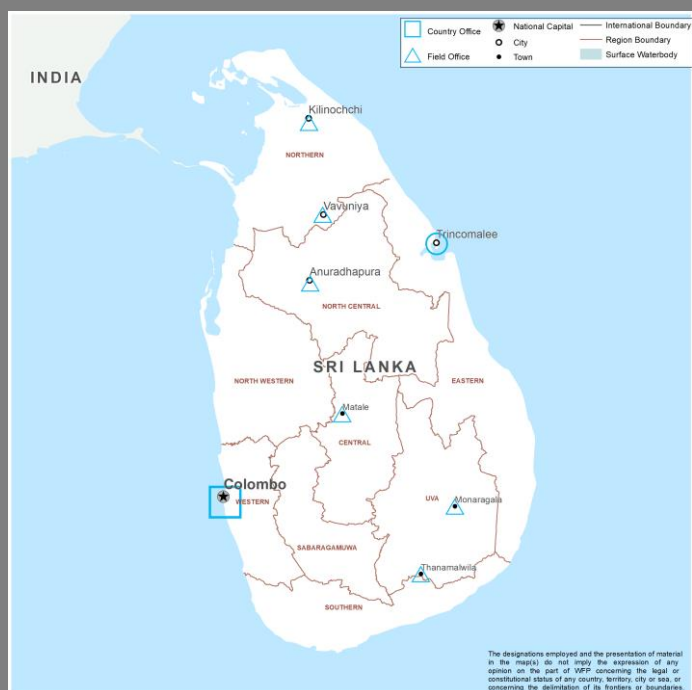 Country Office
Field Office
National Capital
City
Town
International Boundary
Region Boundary
Surface Waterbody
INDIA
Kilinochchi
NORTHERN
Vavuniya
Trincomalee
Anuradhapura
NORTH CENTRAL
SRI LANKA
NORTH WESTERN
EASTERN
Matale
CENTRAL
Colombo
WESTERN
UVA
Monaragala
SABARAGAMUWA
Thanamalwila
SOUTHERN
The designations employed and the presentation of material
in the map(s) do not imply the expression of any
opinion on the part of WFP concerning the legal or
constitutional status of any country, territory, city or sea, or
concerning the delimitation of its frontiers or boundaries.